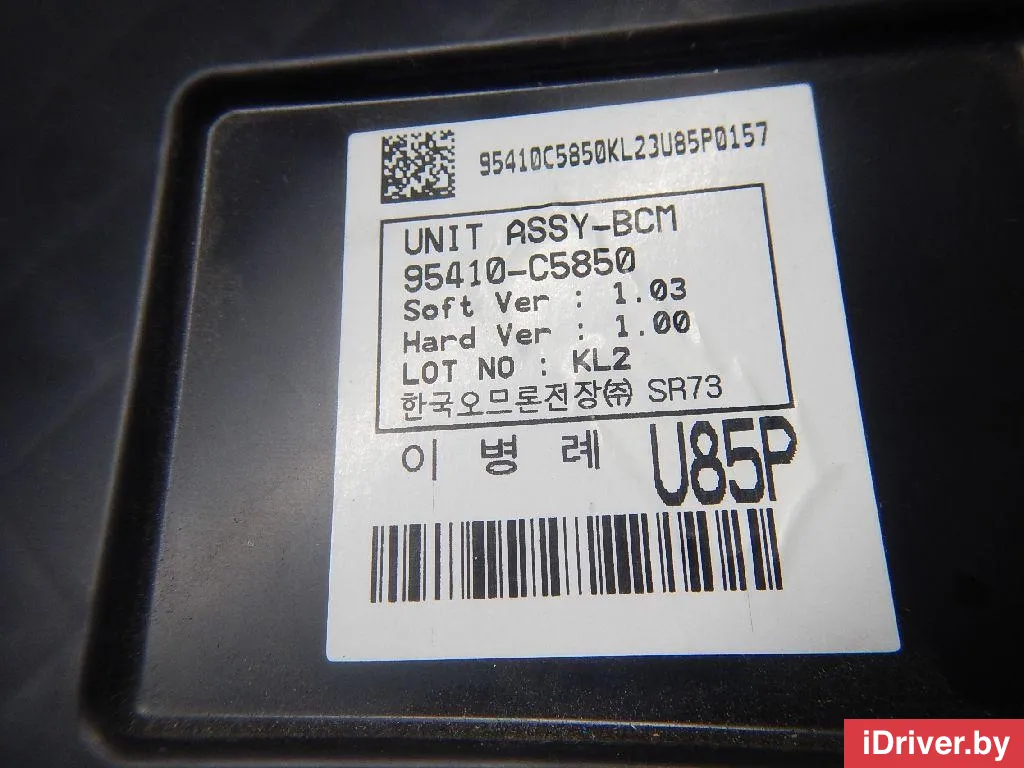 95410C5850KL23U85P0157
UNIT ASSY-BCM
95410-C5850
Soft Ver : 1.03
Hard Ver : 1.00
LOT NO : KL2
한국오므론전장㈜ SR73
이 병 례 U85P
iDriver.by